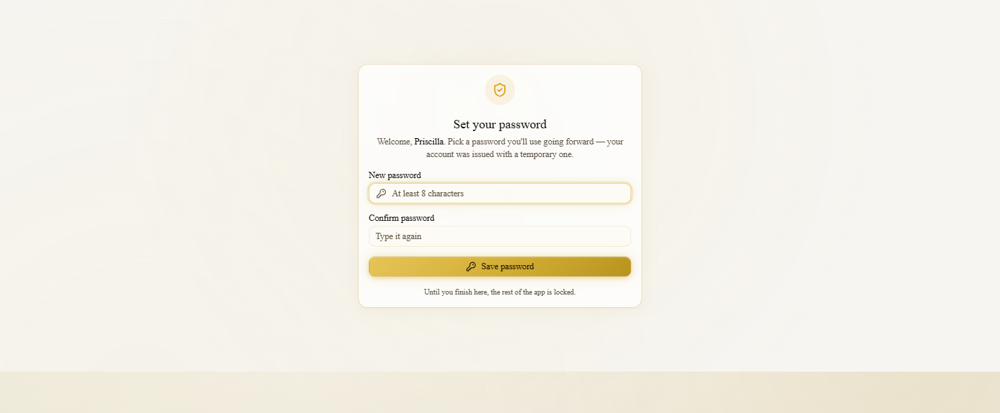 Set your password
Welcome, Priscilla. Pick a password you'll use going forward — your
account was issued with a temporary one.
New password
At least 8 characters
Confirm password
Type it again
Save password
Until you finish here, the rest of the app is locked.